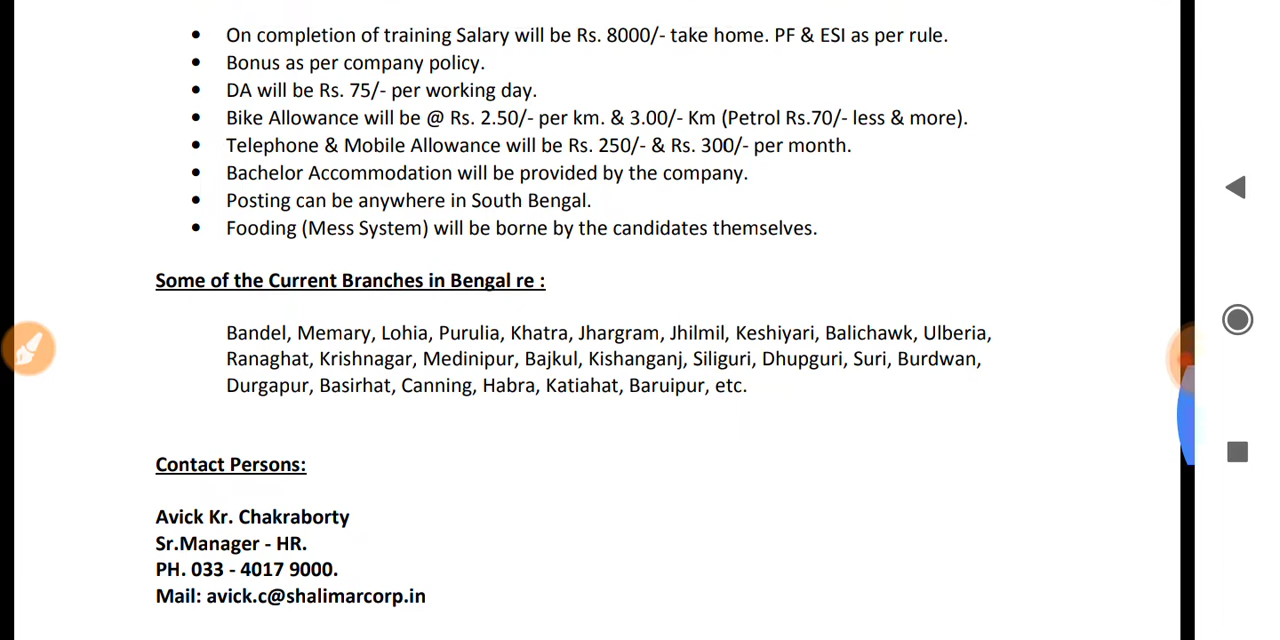 • On completion of training Salary will be Rs. 8000/- take home. PF & ESI as per rule.
• Bonus as per company policy.
• DA will be Rs. 75/- per working day.
• Bike Allowance will be @ Rs. 2.50/- per km. & 3.00/- Km (Petrol Rs.70/- less & more).
• Telephone & Mobile Allowance will be Rs. 250/- & Rs. 300/- per month.
• Bachelor Accommodation will be provided by the company.
• Posting can be anywhere in South Bengal.
• Fooding (Mess System) will be borne by the candidates themselves.
Some of the Current Branches in Bengal re :
Bandel, Memary, Lohia, Purulia, Khatra, Jhargram, Jhilmil, Keshiyari, Balichawk, Ulberia,
Ranaghat, Krishnagar, Medinipur, Bajkul, Kishanganj, Siliguri, Dhupguri, Suri, Burdwan,
Durgapur, Basirhat, Canning, Habra, Katiahat, Baruipur, etc.
Contact Persons:
Avick Kr. Chakraborty
Sr.Manager - HR.
PH. 033 - 4017 9000.
Mail: avick.c@shalimarcorp.in